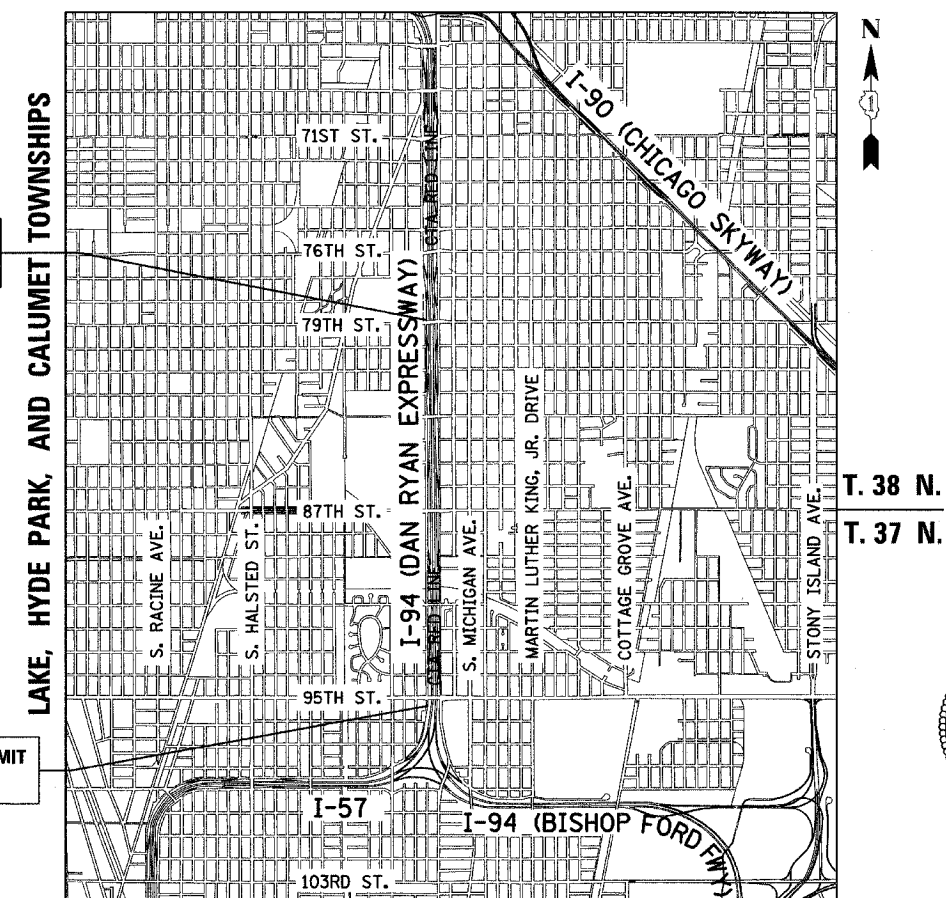 LAKE, HYDE PARK, AND CALUMET TOWNSHIPS
N
I-90 (CHICAGO SKYWAY)
71ST ST.
CTA RED LINE
76TH ST.
79TH ST.
I-94 (DAN RYAN EXPRESSWAY)
MARTIN LUTHER KING, JR. DRIVE
T. 38 N.
T. 37 N.
87TH ST.
S. RACINE AVE.
S. HALSTED ST.
CTA RED LINE
S. MICHIGAN AVE.
COTTAGE GROVE AVE.
STONY ISLAND AVE.
95TH ST.
MIT
I-57
I-94 (BISHOP FORD FWY)
103RD ST.